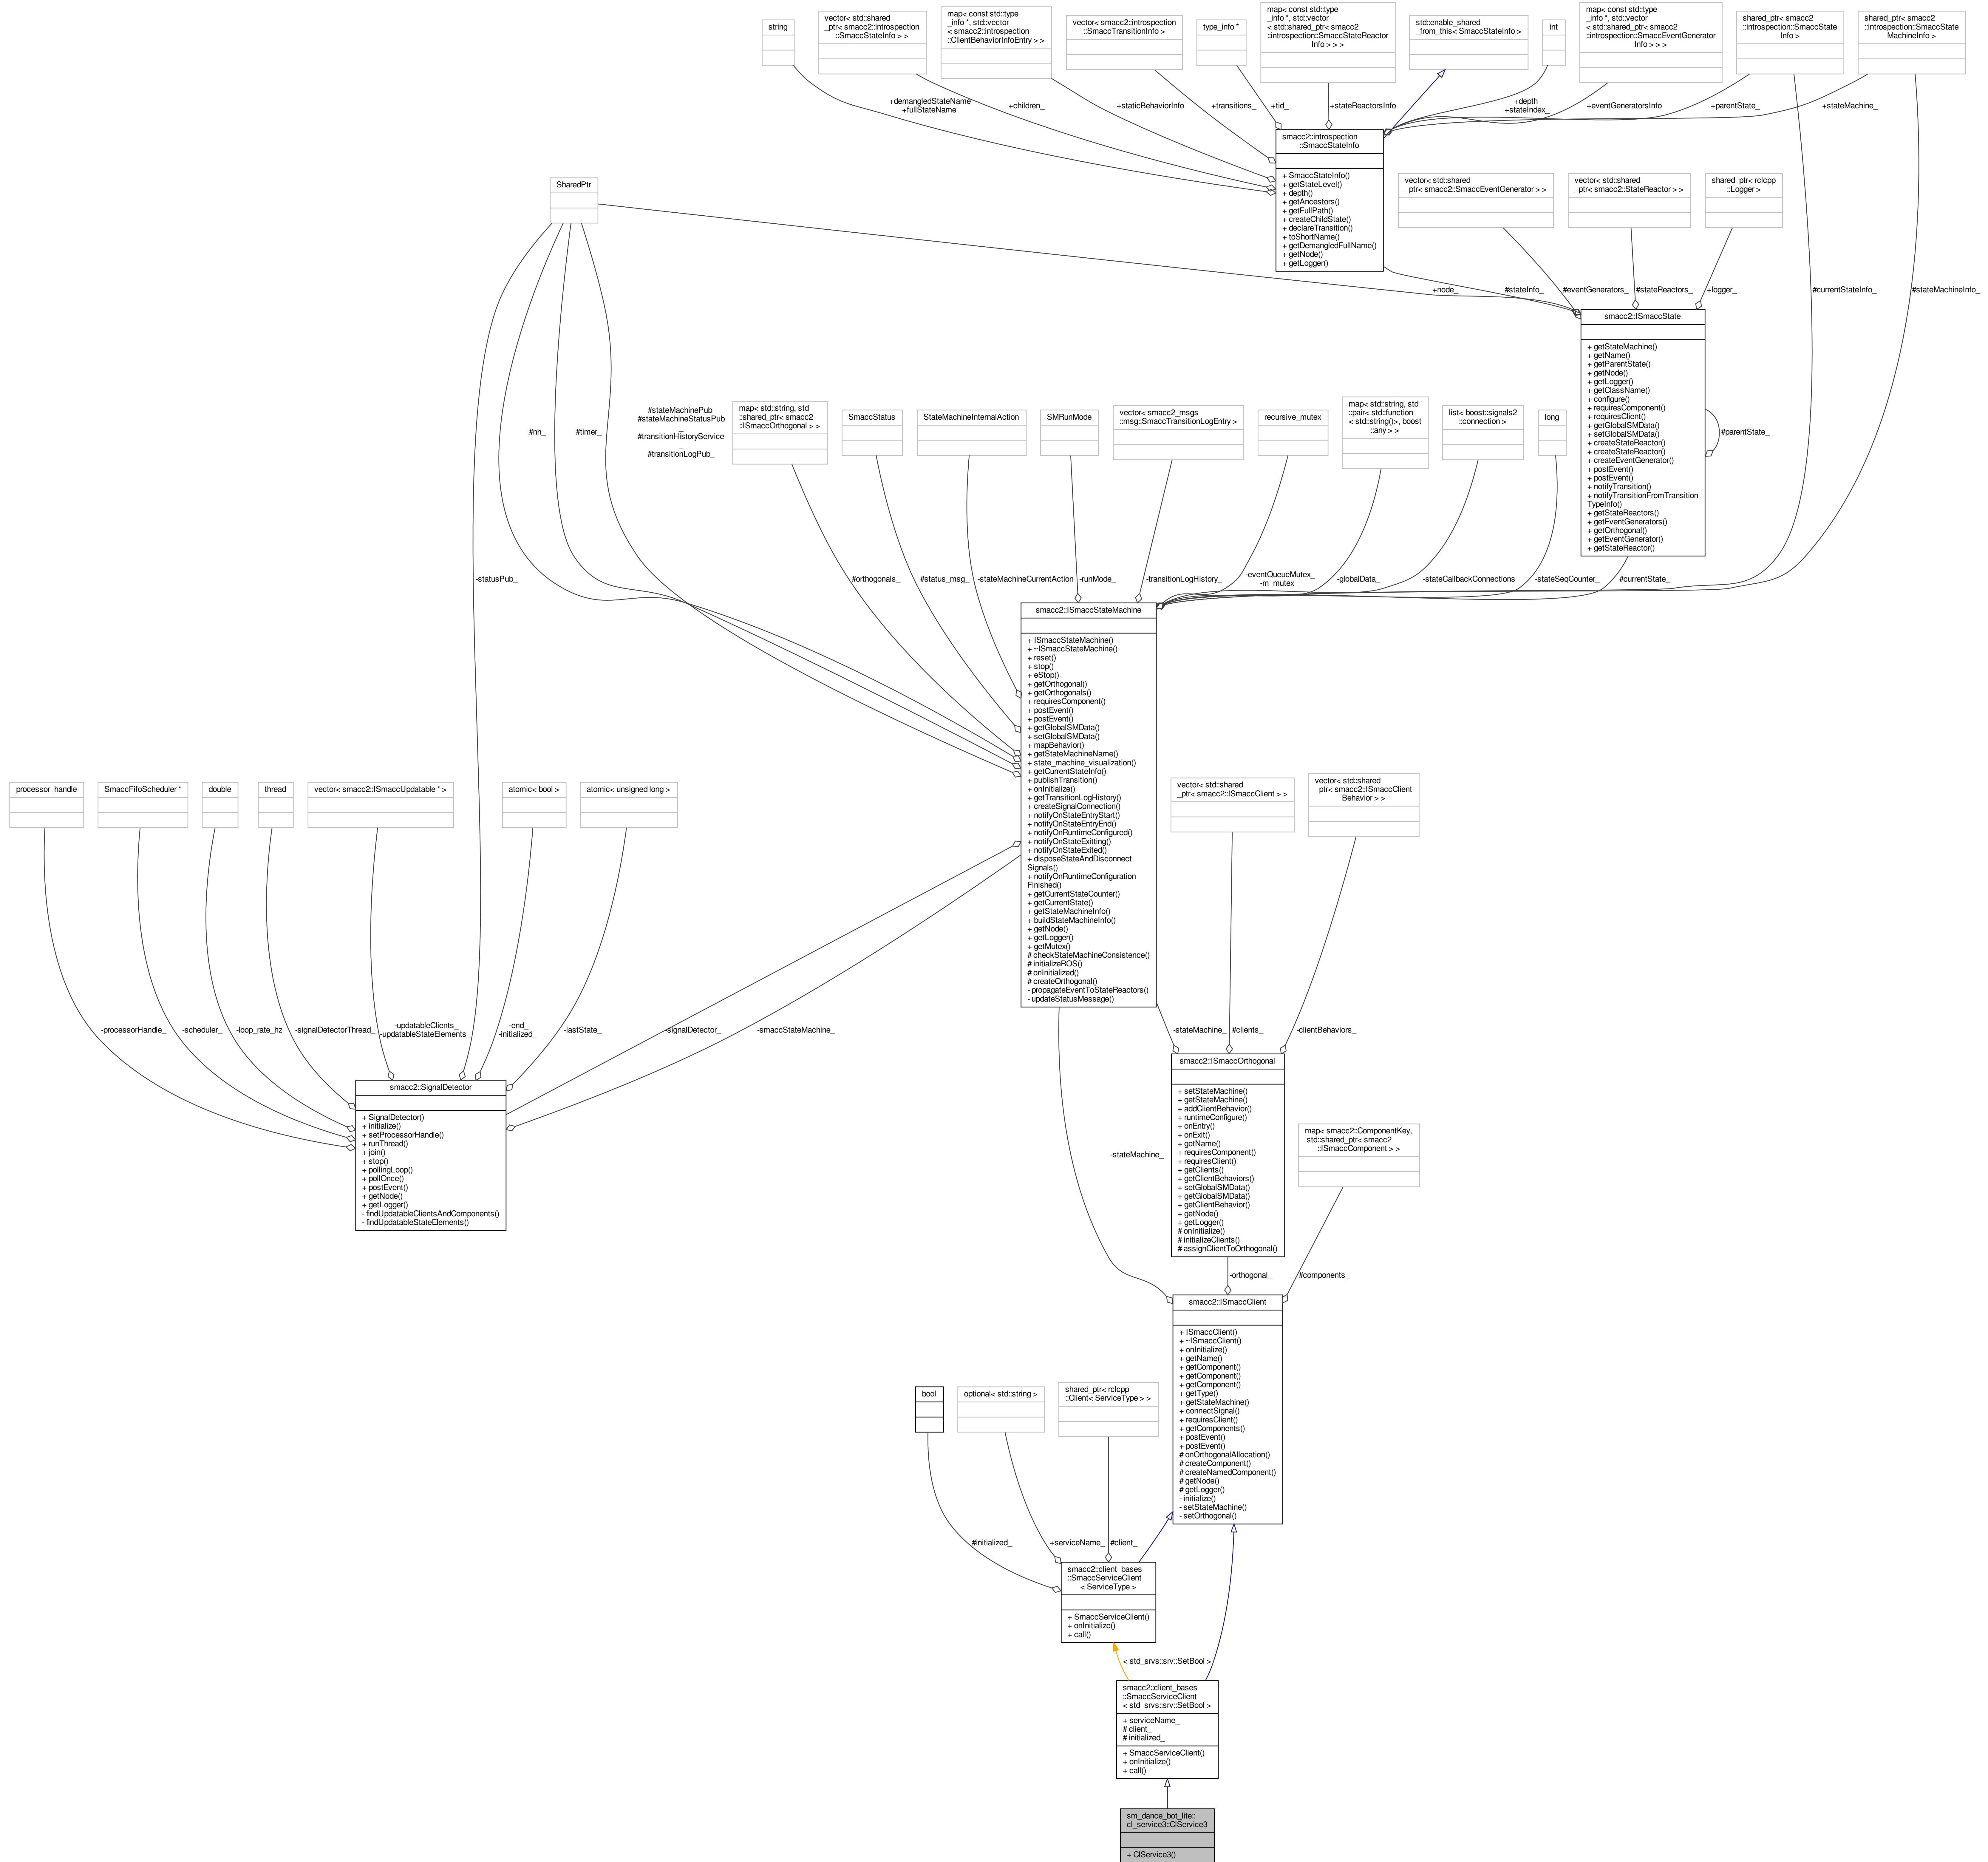 string
vector< std::shared
_ptr< smacc2::introspection
::SmaccStateInfo > >
map< const std::type
_info *, std::vector
< smacc2::introspection
::ClientBehaviorInfoEntry > >
vector< smacc2::introspection
::SmaccTransitionInfo >
type_info *
map< const std::type
_info *, std::vector
< std::shared_ptr< smacc2
::introspection::SmaccStateReactor
Info > > >
std::enable_shared
_from_this< SmaccStateInfo >
int
map< const std::type
_info *, std::vector
< std::shared_ptr< smacc2
::introspection::SmaccEventGenerator
Info > > >
shared_ptr< smacc2
::introspection::SmaccState
Info >
shared_ptr< smacc2
::introspection::SmaccState
MachineInfo >
+demangledStateName
+fullStateName
+children_
+staticBehaviorInfo
+transitions_
+tid_
+stateReactorsInfo
+depth_
+stateIndex_
+eventGeneratorsInfo
+parentState_
+stateMachine_
smacc2::introspection
::SmaccStateInfo
+ SmaccStateInfo()
+ getStateLevel()
+ depth()
+ getAncestors()
+ getFullPath()
+ createChildState()
+ declareTransition()
+ toShortName()
+ getDemangledFullName()
+ getNode()
+ getLogger()
SharedPtr
vector< std::shared
_ptr< smacc2::SmaccEventGenerator > >
vector< std::shared
_ptr< smacc2::StateReactor > >
shared_ptr< rclcpp
::Logger >
+node_
#stateInfo_
#eventGenerators_
#stateReactors_
+logger_
#currentStateInfo_
#stateMachineInfo_
smacc2::ISmaccState
+ getStateMachine()
+ getName()
+ getParentState()
+ getNode()
+ getLogger()
+ getClassName()
+ configure()
+ requiresComponent()
+ requiresClient()
+ getGlobalSMData()
+ setGlobalSMData()
+ createStateReactor()
+ createStateReactor()
+ createEventGenerator()
+ postEvent()
+ postEvent()
+ notifyTransition()
+ notifyTransitionFromTransition
TypeInfo()
+ getStateReactors()
+ getEventGenerators()
+ getOrthogonal()
+ getEventGenerator()
+ getStateReactor()
#parentState_
#nh_
#timer_
#stateMachinePub_
#stateMachineStatusPub
_
#transitionHistoryService
_
#transitionLogPub_
map< std::string, std
::shared_ptr< smacc2
::ISmaccOrthogonal > >
SmaccStatus
StateMachineInternalAction
SMRunMode
vector< smacc2_msgs
::msg::SmaccTransitionLogEntry >
recursive_mutex
map< std::string, std
::pair< std::function
< std::string()>, boost
::any > >
list< boost::signals2
::connection >
long
-statusPub_
#orthogonals_
#status_msg_
-stateMachineCurrentAction
-runMode_
-transitionLogHistory_
-eventQueueMutex_
-m_mutex_
-globalData_
-stateCallbackConnections
-stateSeqCounter_
#currentState_
smacc2::ISmaccStateMachine
+ ISmaccStateMachine()
+ ~ISmaccStateMachine()
+ reset()
+ stop()
+ eStop()
+ getOrthogonal()
+ getOrthogonals()
+ requiresComponent()
+ postEvent()
+ postEvent()
+ getGlobalSMData()
+ setGlobalSMData()
+ mapBehavior()
+ getStateMachineName()
+ state_machine_visualization()
+ getCurrentStateInfo()
+ publishTransition()
+ onInitialize()
+ getTransitionLogHistory()
+ createSignalConnection()
+ notifyOnStateEntryStart()
+ notifyOnStateEntryEnd()
+ notifyOnRuntimeConfigured()
+ notifyOnStateExitting()
+ notifyOnStateExited()
+ disposeStateAndDisconnect
Signals()
+ notifyOnRuntimeConfiguration
Finished()
+ getCurrentStateCounter()
+ getCurrentState()
+ getStateMachineInfo()
+ buildStateMachineInfo()
+ getNode()
+ getLogger()
+ getMutex()
# checkStateMachineConsistence()
# initializeROS()
# onInitialized()
# createOrthogonal()
- propagateEventToStateReactors()
- updateStatusMessage()
processor_handle
SmaccFifoScheduler *
double
thread
vector< smacc2::ISmaccUpdatable * >
atomic< bool >
atomic< unsigned long >
vector< std::shared
_ptr< smacc2::ISmaccClient > >
vector< std::shared
_ptr< smacc2::ISmaccClient
Behavior > >
-processorHandle_
-scheduler_
-loop_rate_hz
-signalDetectorThread_
-updatableClients_
-updatableStateElements_
-end_
-initialized_
-lastState_
-signalDetector_
-smaccStateMachine_
-stateMachine_
#clients_
-clientBehaviors_
smacc2::SignalDetector
+ SignalDetector()
+ initialize()
+ setProcessorHandle()
+ runThread()
+ join()
+ stop()
+ pollingLoop()
+ pollOnce()
+ postEvent()
+ getNode()
+ getLogger()
- findUpdatableClientsAndComponents()
- findUpdatableStateElements()
smacc2::ISmaccOrthogonal
+ setStateMachine()
+ getStateMachine()
+ addClientBehavior()
+ runtimeConfigure()
+ onEntry()
+ onExit()
+ getName()
+ requiresComponent()
+ requiresClient()
+ getClients()
+ getClientBehaviors()
+ setGlobalSMData()
+ getGlobalSMData()
+ getClientBehavior()
+ getNode()
+ getLogger()
# onInitialize()
# initializeClients()
# assignClientToOrthogonal()
map< smacc2::ComponentKey,
std::shared_ptr< smacc2
::ISmaccComponent > >
-stateMachine_
-orthogonal_
#components_
smacc2::ISmaccClient
+ ISmaccClient()
+ ~ISmaccClient()
+ onInitialize()
+ getName()
+ getComponent()
+ getComponent()
+ getComponent()
+ getType()
+ getStateMachine()
+ connectSignal()
+ requiresClient()
+ getComponents()
+ postEvent()
+ postEvent()
# onOrthogonalAllocation()
# createComponent()
# createNamedComponent()
# getNode()
# getLogger()
- initialize()
- setStateMachine()
- setOrthogonal()
bool
optional< std::string >
shared_ptr< rclcpp
::Client< ServiceType > >
#initialized_
+serviceName_
#client_
smacc2::client_bases
::SmaccServiceClient
< ServiceType >
+ SmaccServiceClient()
+ onInitialize()
+ call()
< std_srvs::srv::SetBool >
smacc2::client_bases
::SmaccServiceClient
< std_srvs::srv::SetBool >
+ serviceName_
# client_
# initialized_
+ SmaccServiceClient()
+ onInitialize()
+ call()
sm_dance_bot_lite::
cl_service3::ClService3
+ ClService3()